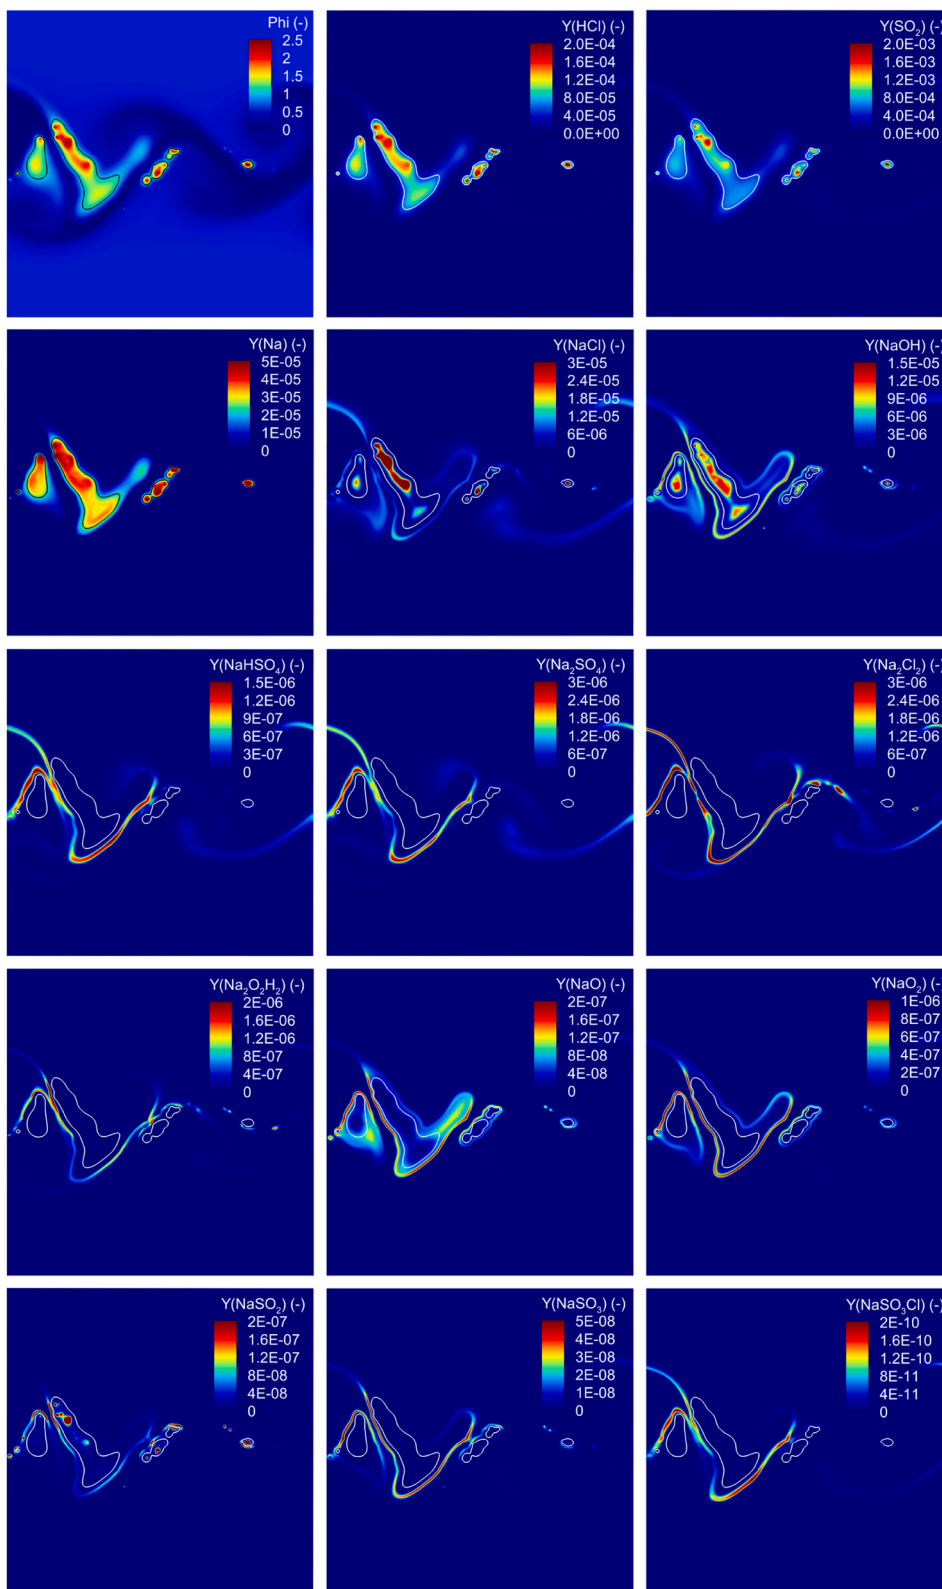 Phi (-)
2.5
2
1.5
1
0.5
0
Y(HCl) (-)
2.0E-04
1.6E-04
1.2E-04
8.0E-05
4.0E-05
0.0E+00
Y(SO₂) (-)
2.0E-03
1.6E-03
1.2E-03
8.0E-04
4.0E-04
0.0E+00
Y(Na) (-)
5E-05
4E-05
3E-05
2E-05
1E-05
0
Y(NaCl) (-)
3E-05
2.4E-05
1.8E-05
1.2E-05
6E-06
0
Y(NaOH) (-)
1.5E-05
1.2E-05
9E-06
6E-06
3E-06
0
Y(NaHSO₄) (-)
1.5E-06
1.2E-06
9E-07
6E-07
3E-07
0
Y(Na₂SO₄) (-)
3E-06
2.4E-06
1.8E-06
1.2E-06
6E-07
0
Y(Na₂Cl₂) (-)
3E-06
2.4E-06
1.8E-06
1.2E-06
6E-07
0
Y(Na₂O₂H₂) (-)
2E-06
1.6E-06
1.2E-06
8E-07
4E-07
0
Y(NaO) (-)
2E-07
1.6E-07
1.2E-07
8E-08
4E-08
0
Y(NaO₂) (-)
1E-06
8E-07
6E-07
4E-07
2E-07
0
Y(NaSO₂) (-)
2E-07
1.6E-07
1.2E-07
8E-08
4E-08
0
Y(NaSO₃) (-)
5E-08
4E-08
3E-08
2E-08
1E-08
0
Y(NaSO₃Cl) (-)
2E-10
1.6E-10
1.2E-10
8E-11
4E-11
0